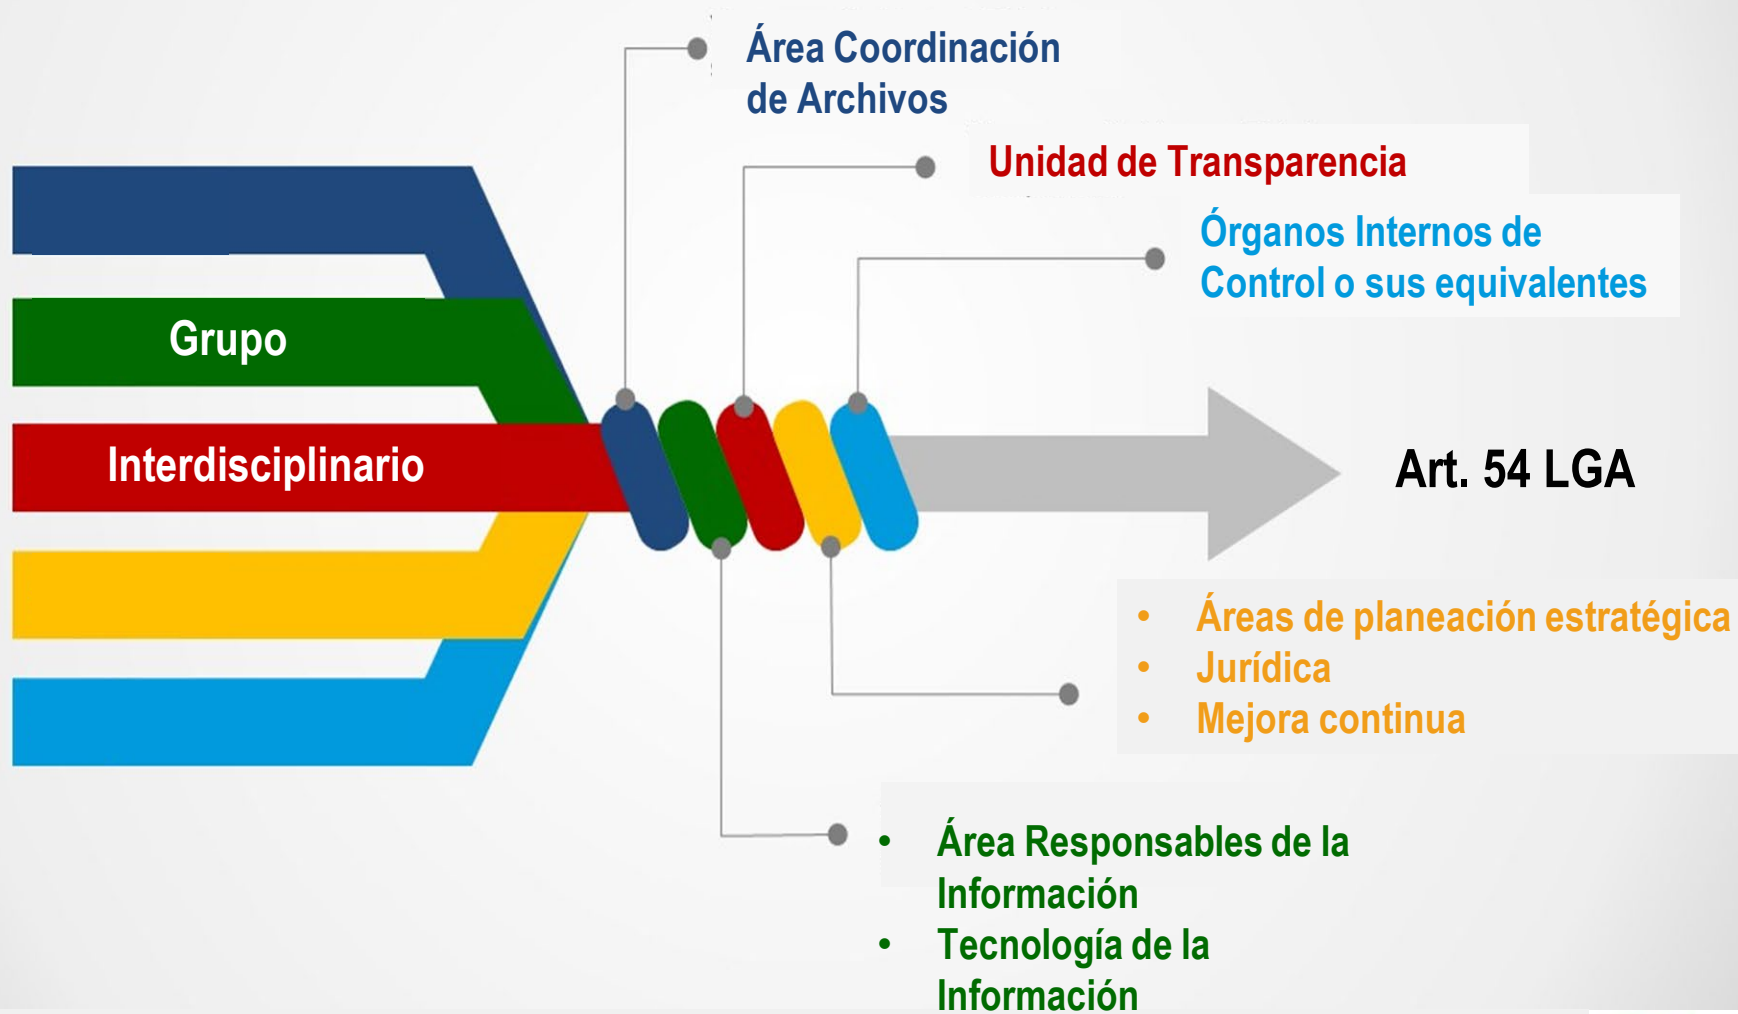 Área Coordinación
de Archivos
Unidad de Transparencia
Órganos Internos de
Control o sus equivalentes
Grupo
Interdisciplinario
Art. 54 LGA
• Áreas de planeación estratégica
• Jurídica
• Mejora continua
• Área Responsables de la
Información
• Tecnología de la
Información